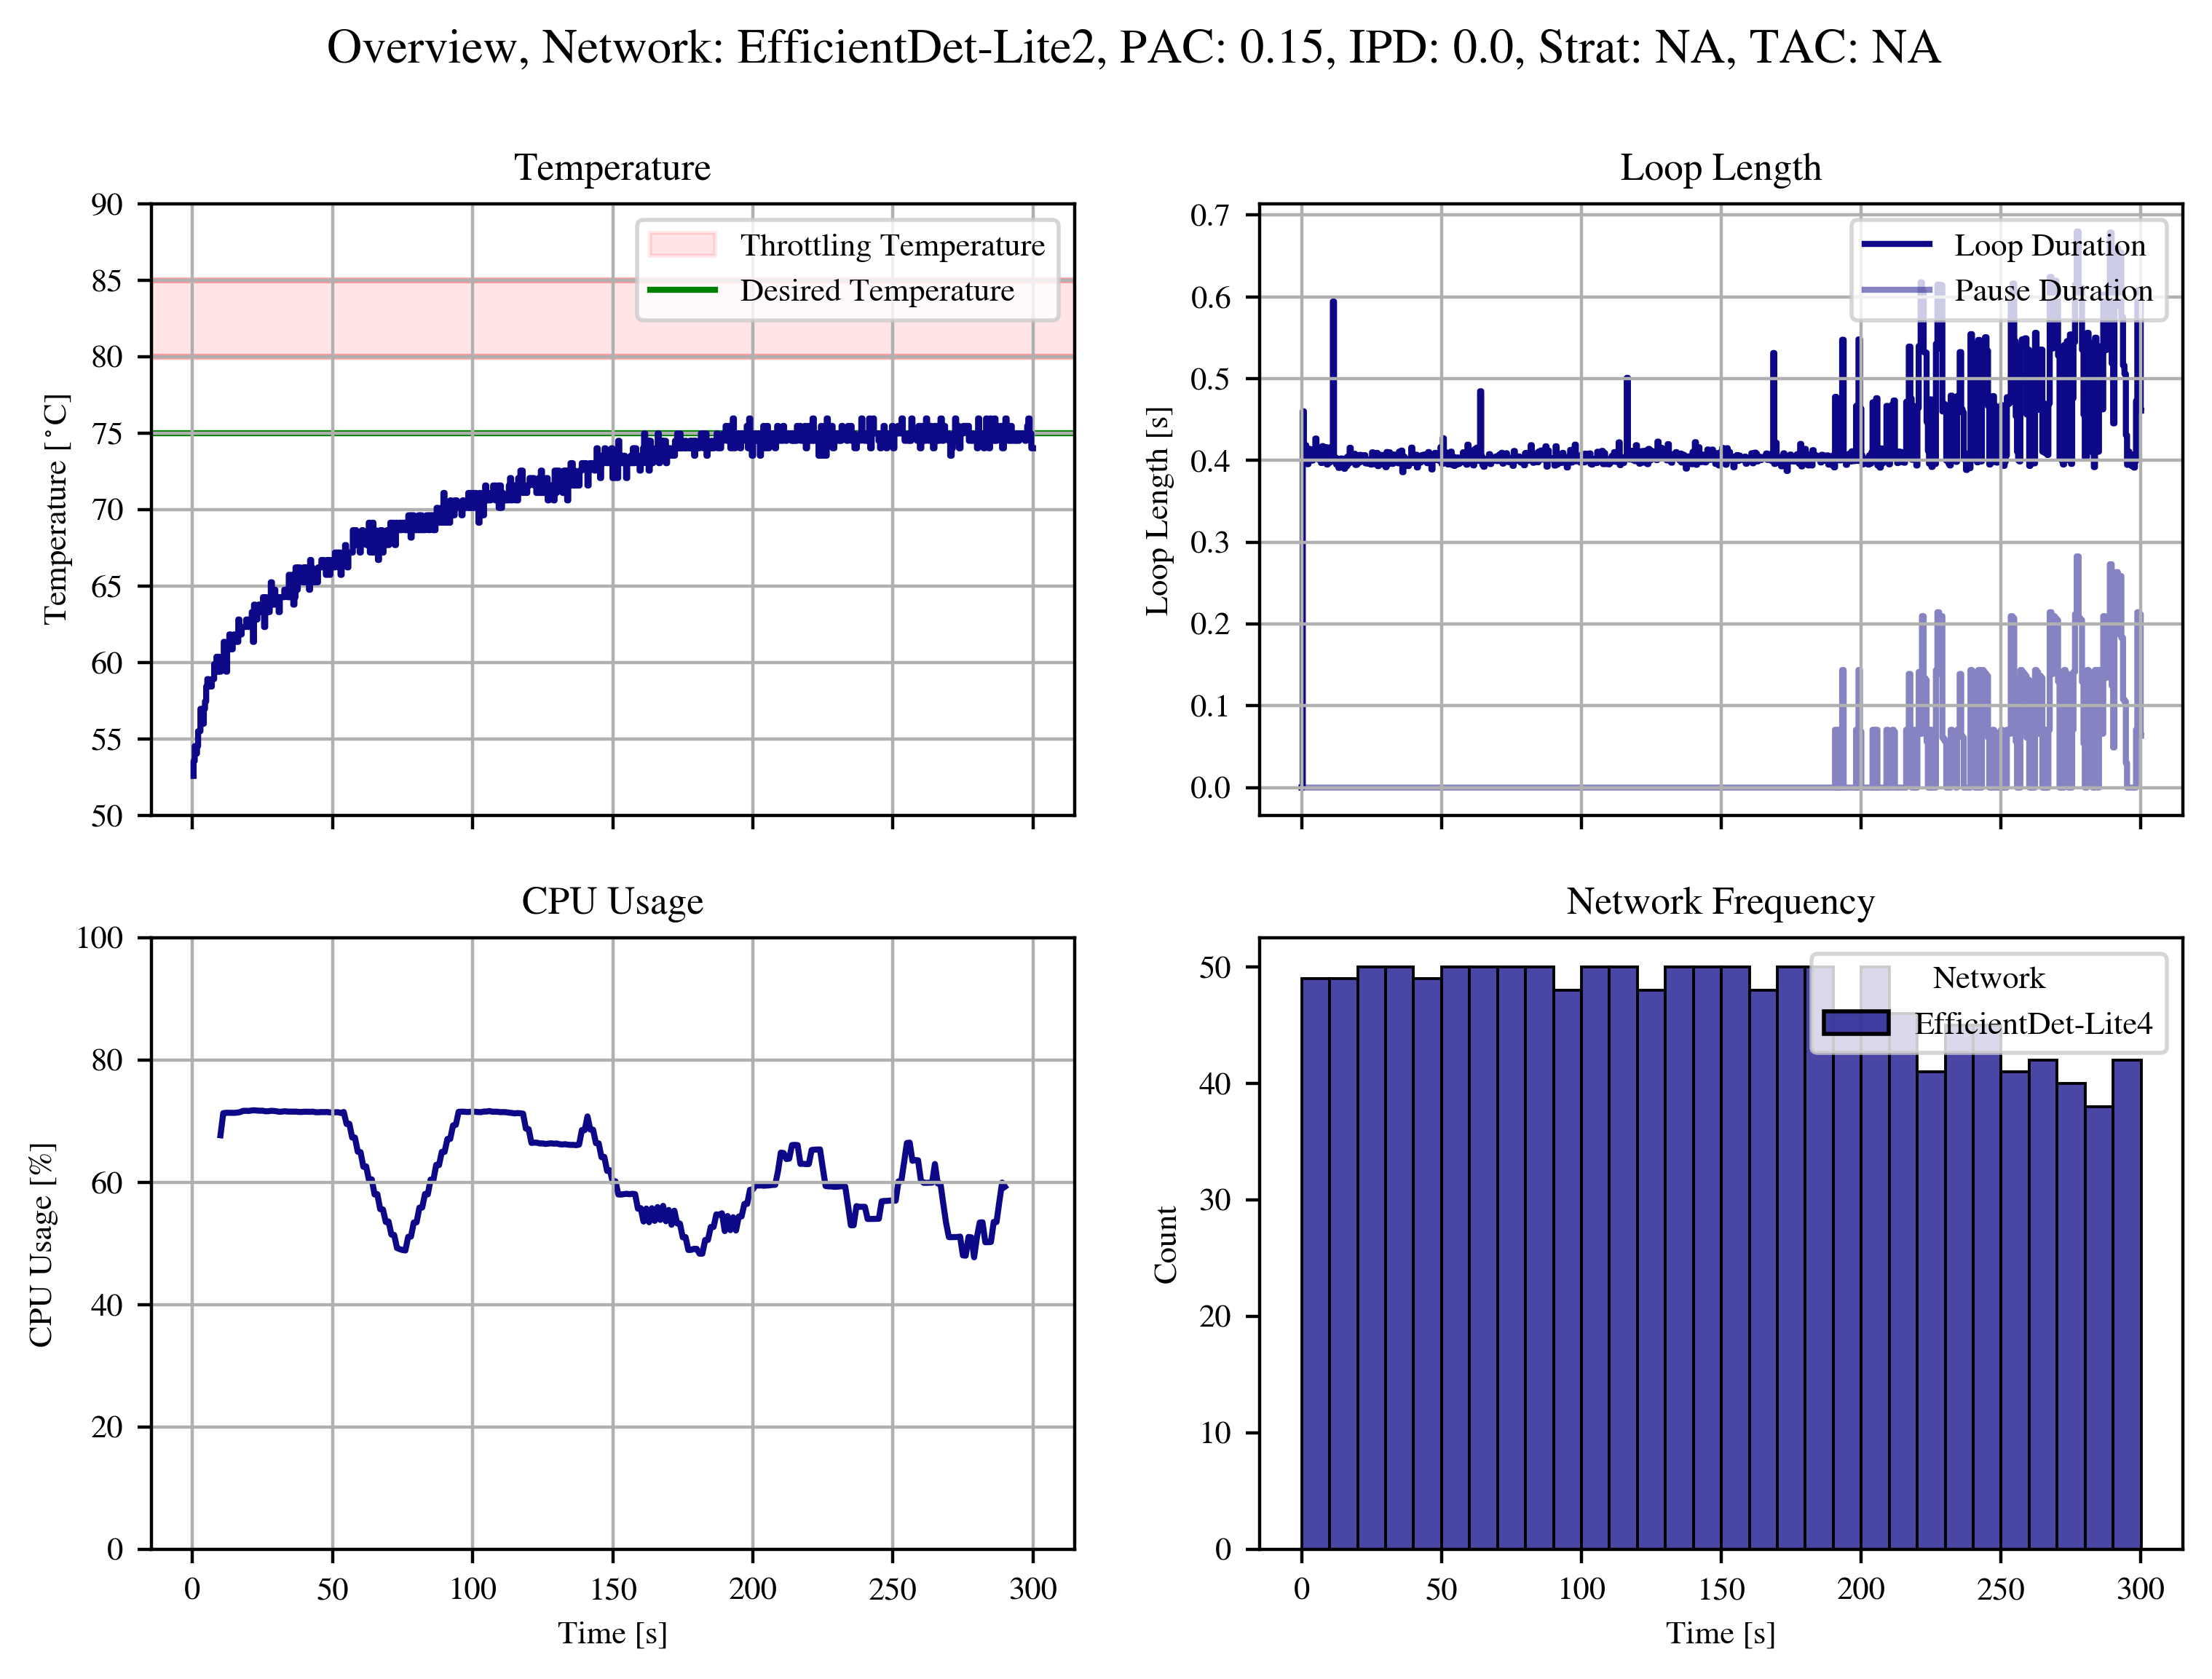 Overview, Network: EfficientDet-Lite2, PAC: 0.15, IPD: 0.0, Strat: NA, TAC: NA
Temperature
Temperature [°C]
90
85
80
75
70
65
60
55
50
Throttling Temperature
Desired Temperature
Loop Length
Loop Length [s]
0.7
0.6
0.5
0.4
0.3
0.2
0.1
0.0
Loop Duration
Pause Duration
CPU Usage
CPU Usage [%]
100
80
60
40
20
0
0 50 100 150 200 250 300
Time [s]
Network Frequency
Count
50
40
30
20
10
0
Network
EfficientDet-Lite4
0 50 100 150 200 250 300
Time [s]